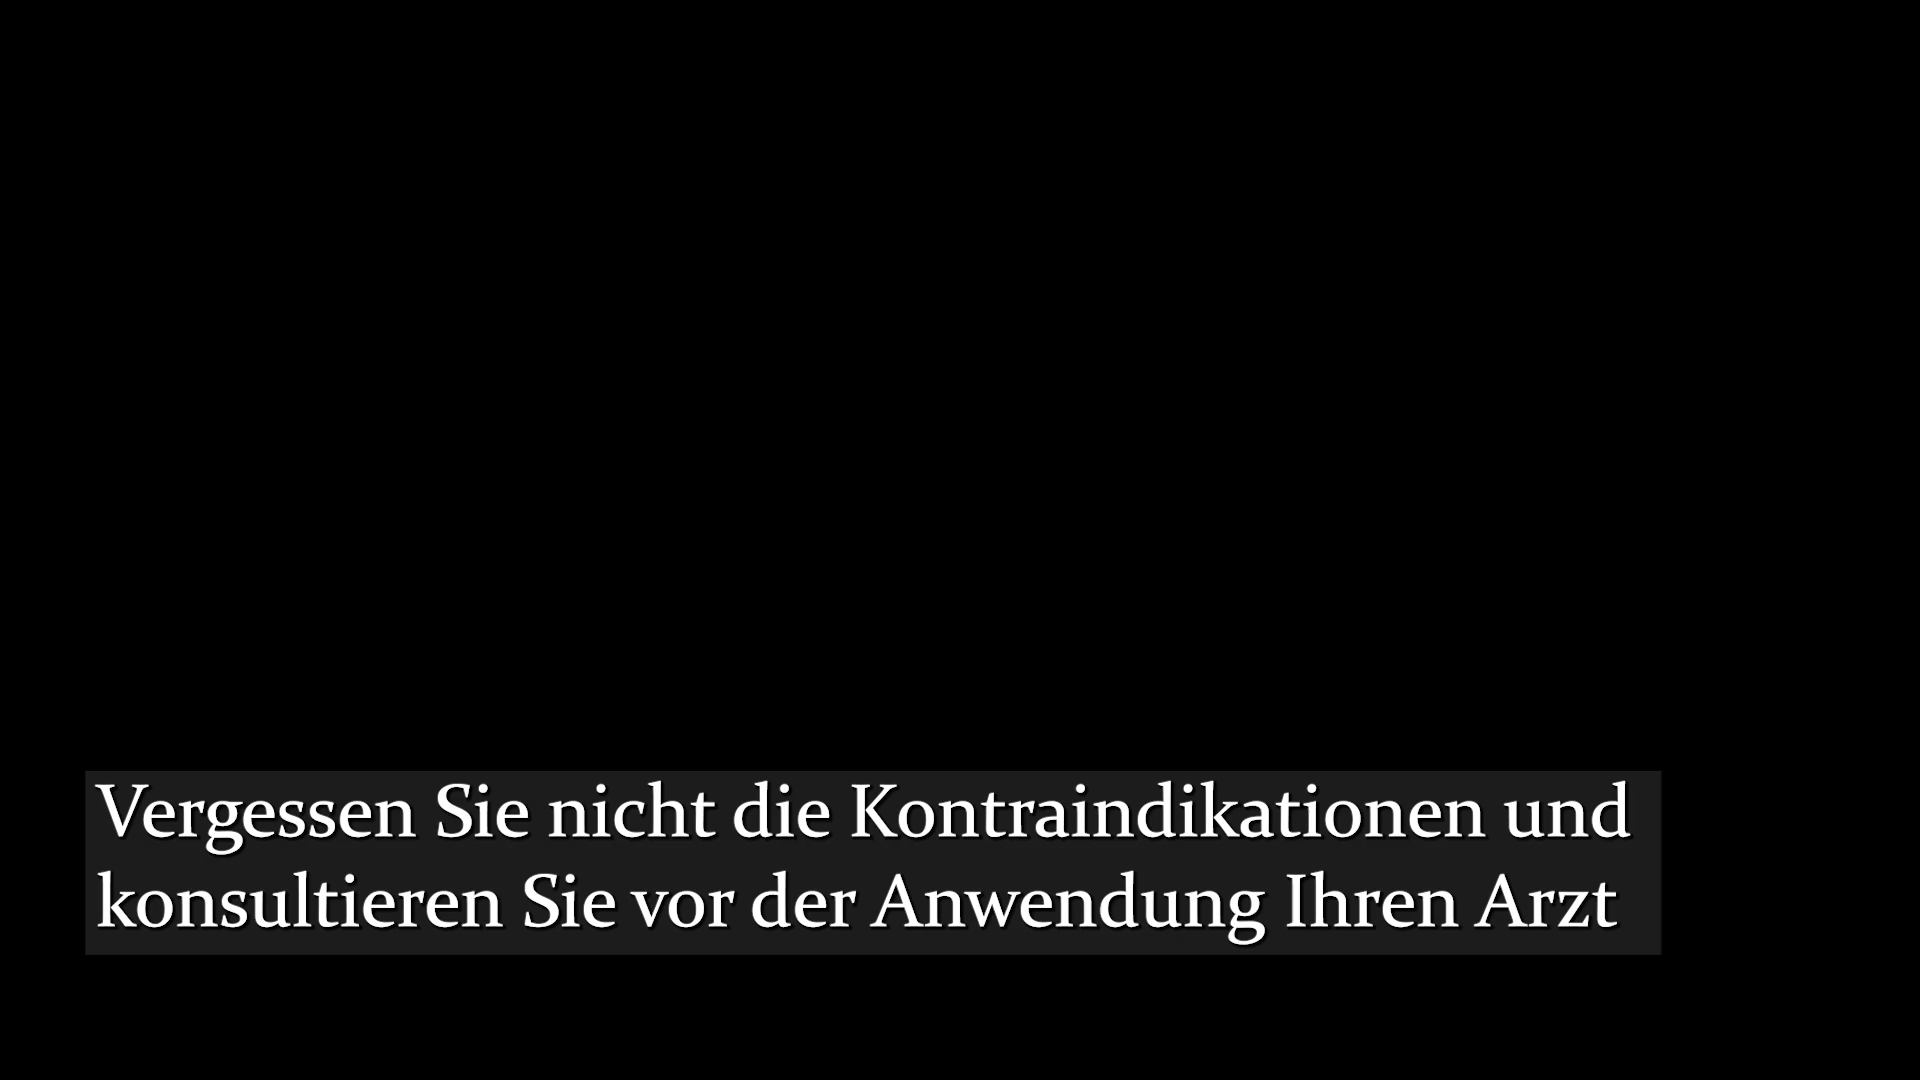 Vergessen Sie nicht die Kontraindikationen und
konsultieren Sie vor der Anwendung Ihren Arzt